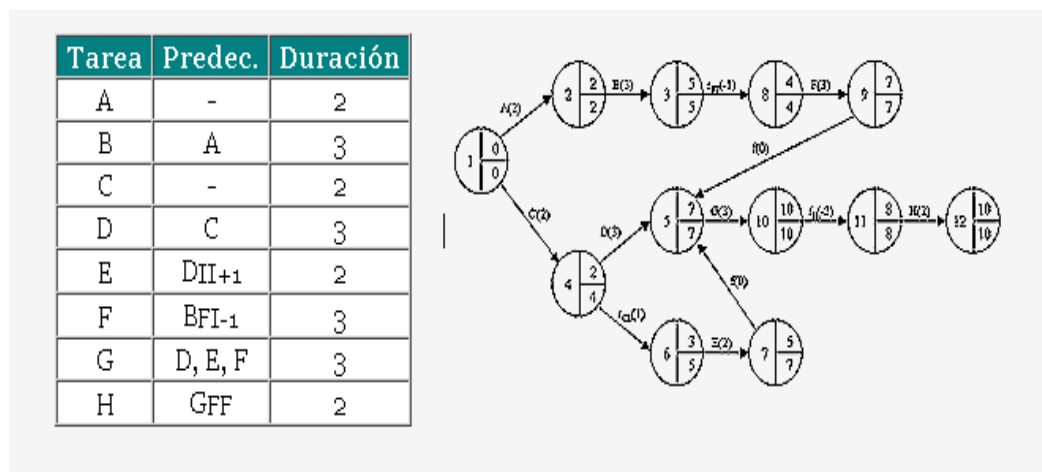 Tarea Predec. Duración
A - 2
B A 3
C - 2
D C 3
E DII+1 2
F BFI-1 3
G D, E, F 3
H GFF 2
2 2 2
B(3)
3 5 5
8 4 4
F(3)
9 7 7
A(2)
1 0 0
f(0)
C(2)
D(3)
5 7 7
G(3)
10 10 10
11 8 8
H(2)
12 10 10
4 2 4
6 3 5
E(2)
7 5 7